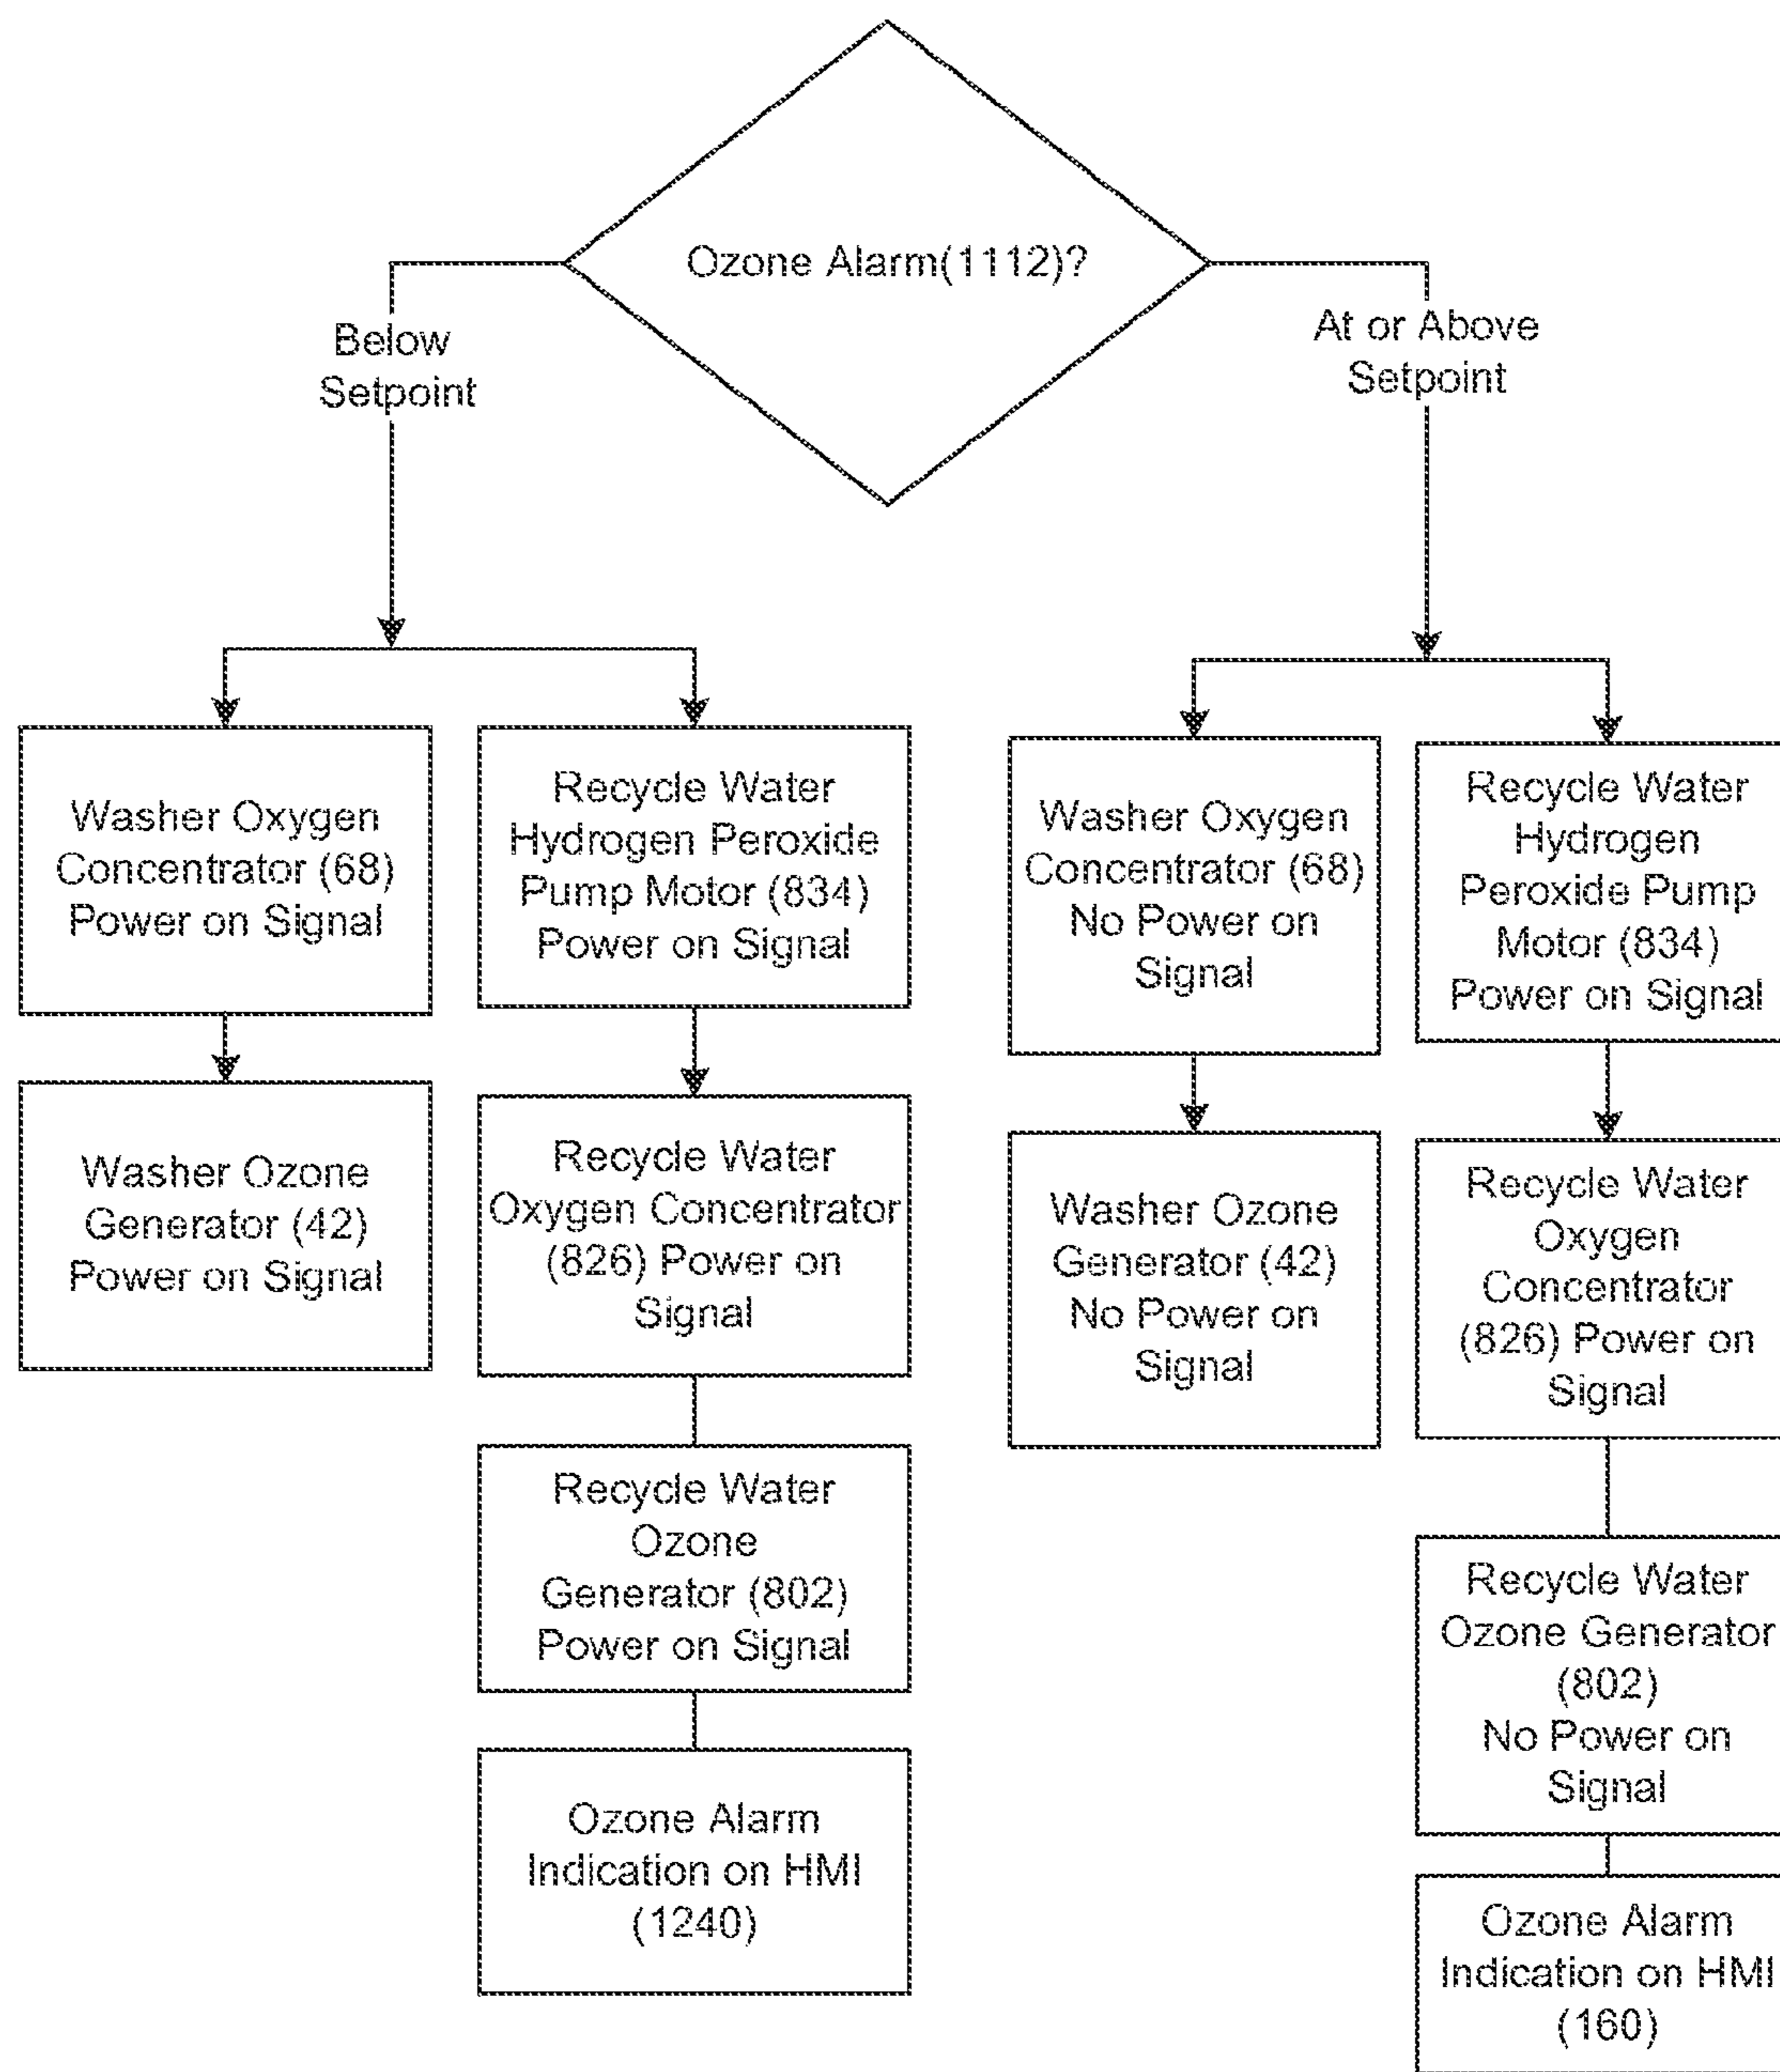 Ozone Alarm(1112)?
Below
Setpoint
At or Above
Setpoint
Washer Oxygen
Concentrator (68)
Power on Signal
Recycle Water
Hydrogen Peroxide
Pump Motor (834)
Power on Signal
Washer Oxygen
Concentrator (68)
No Power on
Signal
Recycle Water
Hydrogen
Peroxide Pump
Motor (834)
Power on Signal
Washer Ozone
Generator (42)
Power on Signal
Recycle Water
Oxygen Concentrator
(826) Power on
Signal
Washer Ozone
Generator (42)
No Power on
Signal
Recycle Water
Oxygen
Concentrator
(826) Power on
Signal
Recycle Water
Ozone
Generator (802)
Power on Signal
Recycle Water
Ozone Generator
(802)
No Power on
Signal
Ozone Alarm
Indication on HMI
(1240)
Ozone Alarm
Indication on HMI
(160)